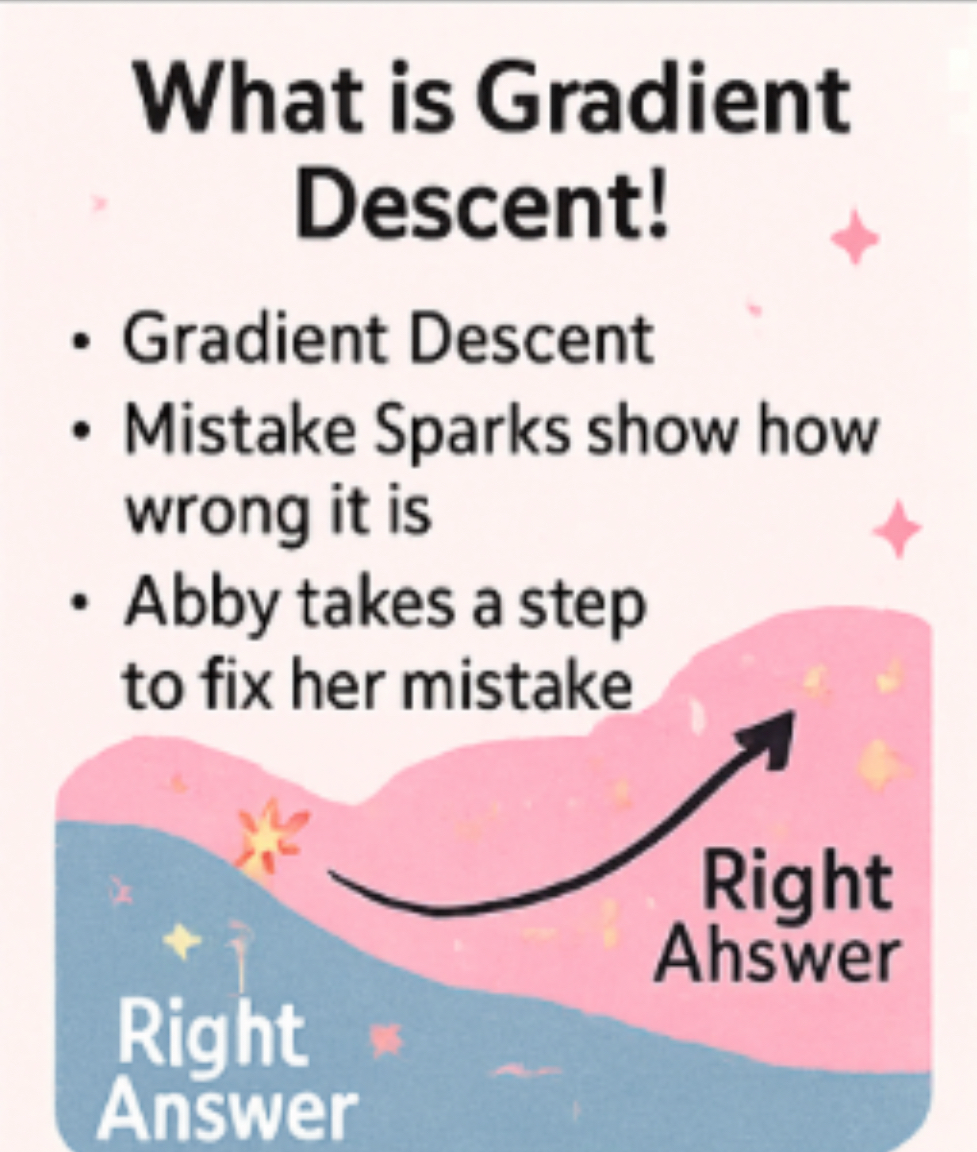 What is Gradient
Descent!
• Gradient Descent
• Mistake Sparks show how
wrong it is
• Abby takes a step
to fix her mistake
Right
Ahswer
Right
Answer